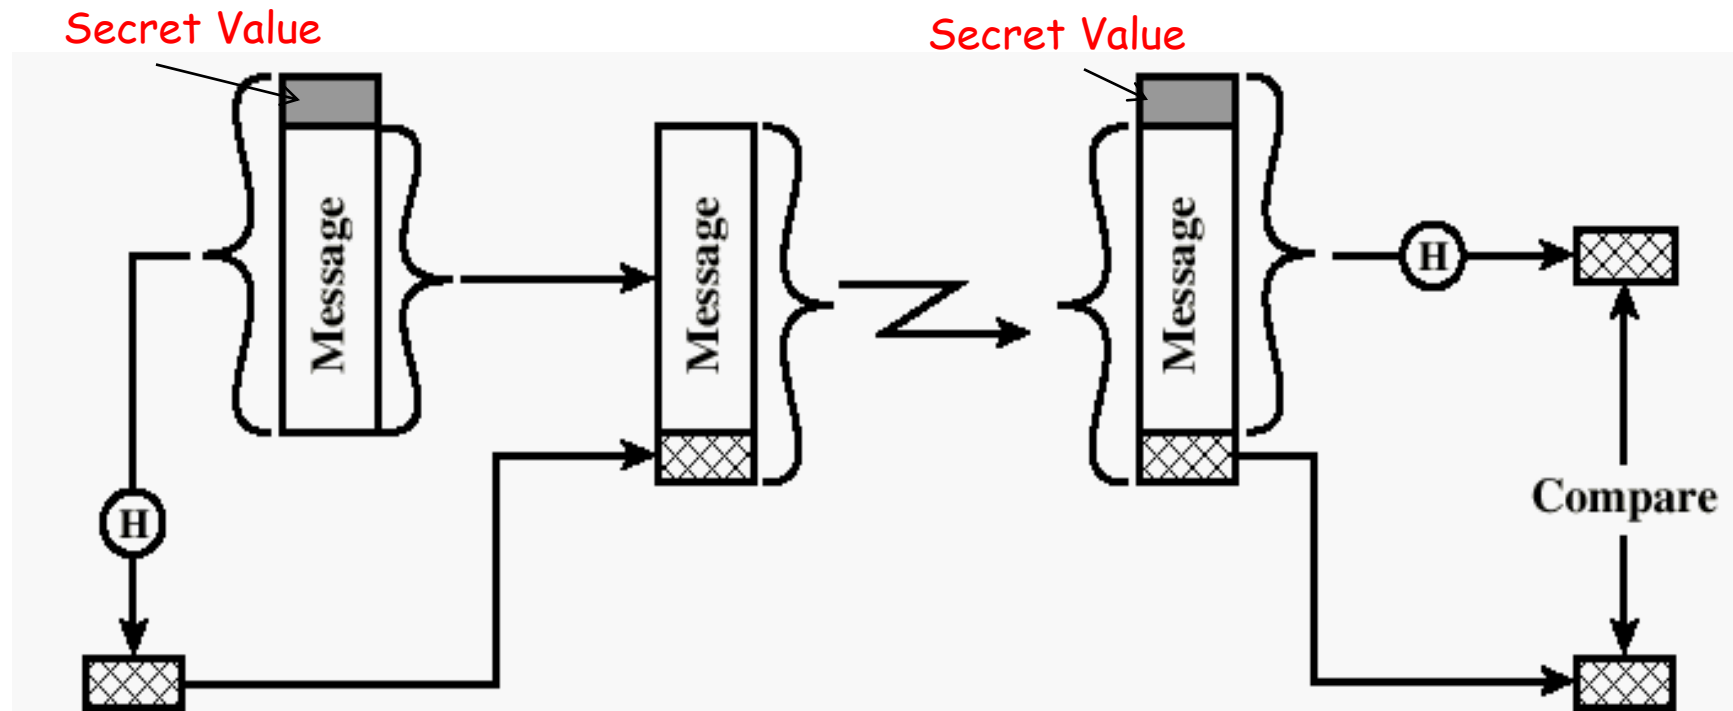 Secret Value
Secret Value
Message
Message
Message
H
H
Compare